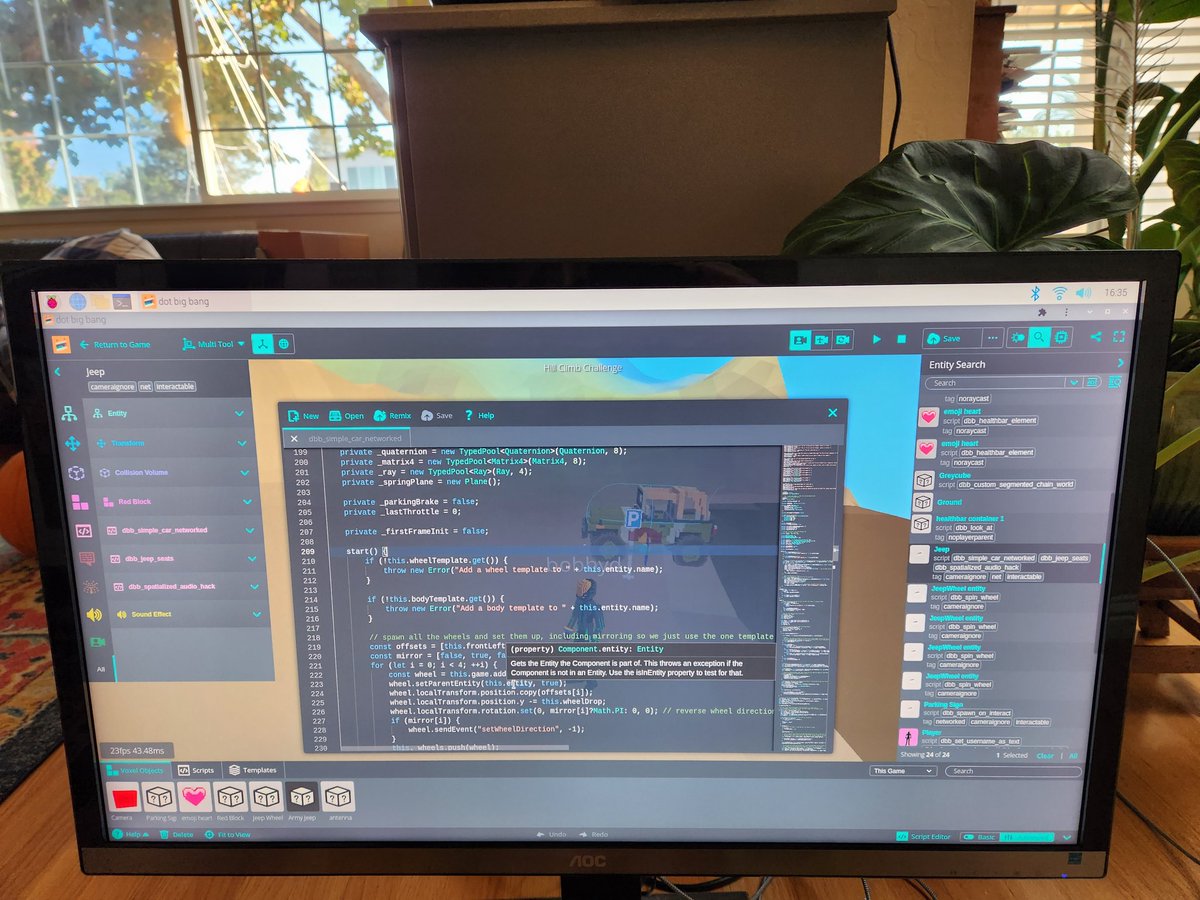 dot big bang
16:35
dot big bang
Return to Game
Multi Tool
Save
Jeep
cameraignore net interactable
Entity
Transform
Collision Volume
Red Block
dbb_simple_car_networked
dbb_jeep_seats
dbb_spatialized_audio_hack
Sound Effect
All
23fps 43.48ms
Hill Climb Challenge
New Open Remix Save ? Help
dbb_simple_car_networked
199 private _quaternion = new TypedPool<Quaternion>(Quaternion, 8);
200 private _matrix4 = new TypedPool<Matrix4>(Matrix4, 8);
201 private _ray = new TypedPool<Ray>(Ray, 4);
202 private _springPlane = new Plane();
203
204 private _parkingBrake = false;
205 private _lastThrottle = 0;
206
207 private _firstFrameInit = false;
208
209 start() {
210 if (!this.wheelTemplate.get()) {
211 throw new Error("Add a wheel template to " + this.entity.name);
212 }
213
214 if (!this.bodyTemplate.get()) {
215 throw new Error("Add a body template to " + this.entity.name);
216 }
217
218 // spawn all the wheels and set them up, including mirroring so we just use the one template
219 const offsets = [this.frontLeft
220 const mirror = [false, true, fa
221 for (let i = 0; i < 4; ++i) {
222 const wheel = this.game.add
223 wheel.setParentEntity(this.entity, true);
224 wheel.localTransform.position.copy(offsets[i]);
225 wheel.localTransform.position.y -= this.wheelDrop;
226 wheel.localTransform.rotation.set(0, mirror[i]?Math.PI: 0, 0); // reverse wheel direction
227 if (mirror[i]) {
228 wheel.sendEvent("setWheelDirection", -1);
229 }
230 this._wheels.push(wheel);
(property) Component.entity: Entity
Gets the Entity the Component is part of. This throws an exception if the
Component is not in an Entity. Use the isInEntity property to test for that.
P
Entity Search
Search
tag noraycast
emoji heart
script dbb_healthbar_element
tag noraycast
emoji heart
script dbb_healthbar_element
tag noraycast
Greycube
script dbb_custom_segmented_chain_world
Ground
healthbar container 1
script dbb_look_at
tag noplayerparent
Jeep
script dbb_simple_car_networked dbb_jeep_seats
dbb_spatialized_audio_hack
tag cameraignore net interactable
JeepWheel entity
script dbb_spin_wheel
tag cameraignore
JeepWheel entity
script dbb_spin_wheel
tag cameraignore
JeepWheel entity
script dbb_spin_wheel
tag cameraignore
JeepWheel entity
script dbb_spin_wheel
tag cameraignore
Parking Sign
script dbb_spawn_on_interact
tag networked cameraignore interactable
Player
script dbb_set_username_as_text
Showing 24 of 24 1 Selected Clear | All
Voxel Objects Scripts Templates
This Game Search
Camera Parking Sig emoji heart Red Block Jeep Wheel Army Jeep antenna
Help Delete Fit to View Undo Redo Script Editor Basic
AOC